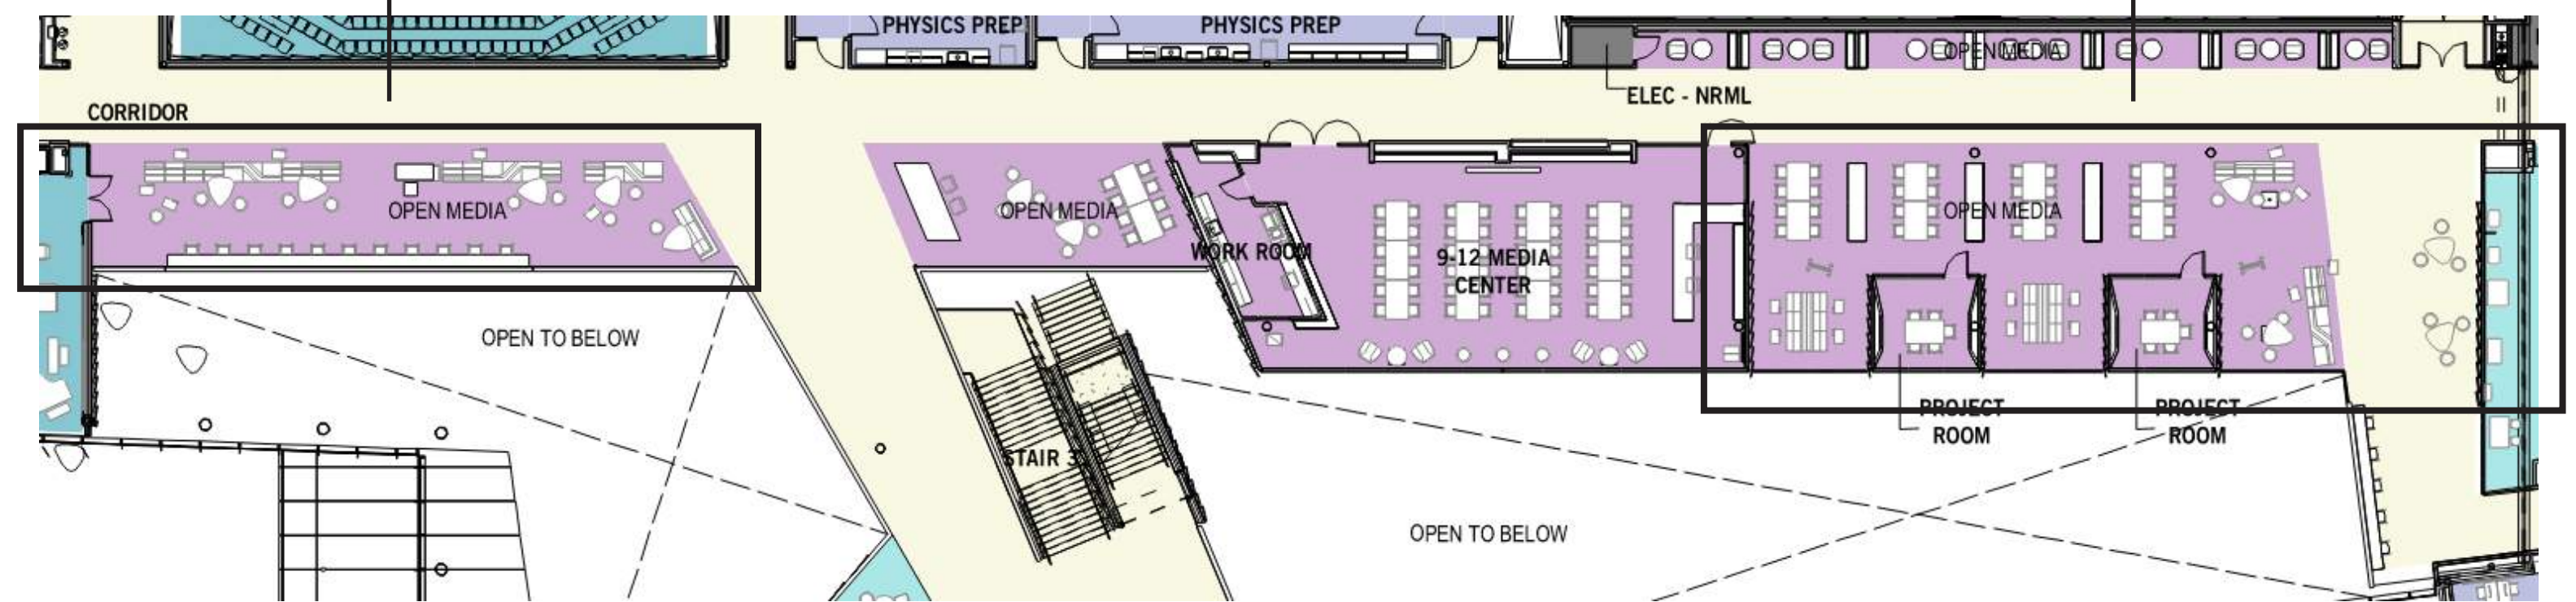 PHYSICS PREP
PHYSICS PREP
OPEN MEDIA
ELEC - NRML
CORRIDOR
OPEN MEDIA
OPEN MEDIA
WORK ROOM
9-12 MEDIA
CENTER
OPEN MEDIA
OPEN TO BELOW
PROJECT
ROOM
PROJECT
ROOM
STAIR 3
OPEN TO BELOW